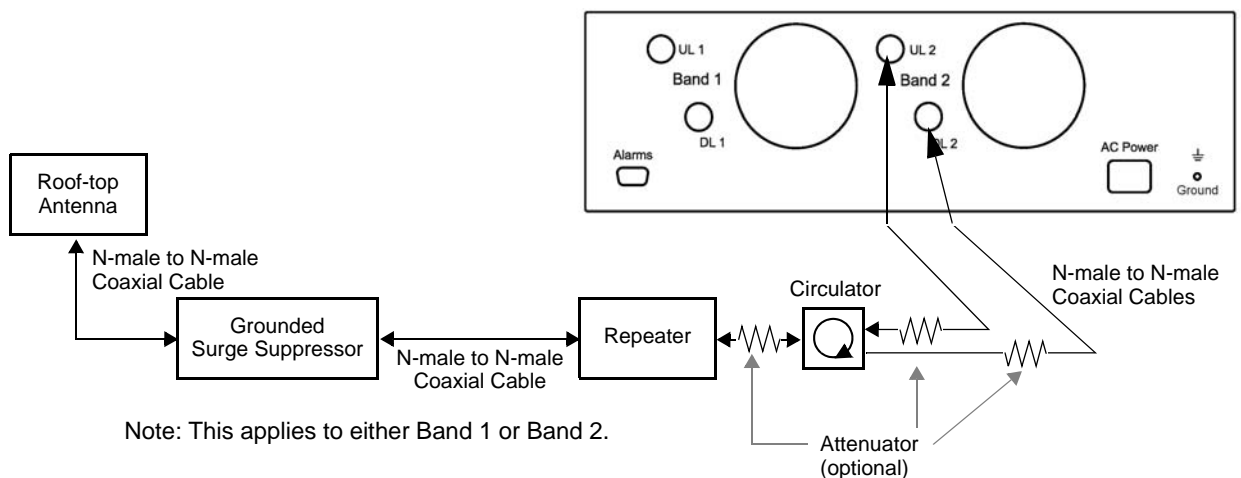 UL 1
Band 1
DL 1
UL 2
Band 2
DL 2
Alarms
AC Power
Ground
Roof-top
Antenna
N-male to N-male
Coaxial Cable
Grounded
Surge Suppressor
N-male to N-male
Coaxial Cable
Repeater
Circulator
N-male to N-male
Coaxial Cables
Note: This applies to either Band 1 or Band 2.
Attenuator
(optional)